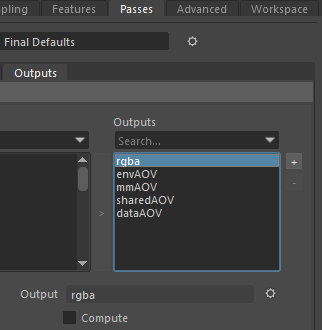 pling Features Passes Advanced Workspace
Final Defaults
Outputs
Outputs
Search...
rgba
envAOV
mmAOV
sharedAOV
dataAOV
+
-
>
Output rgba
Compute